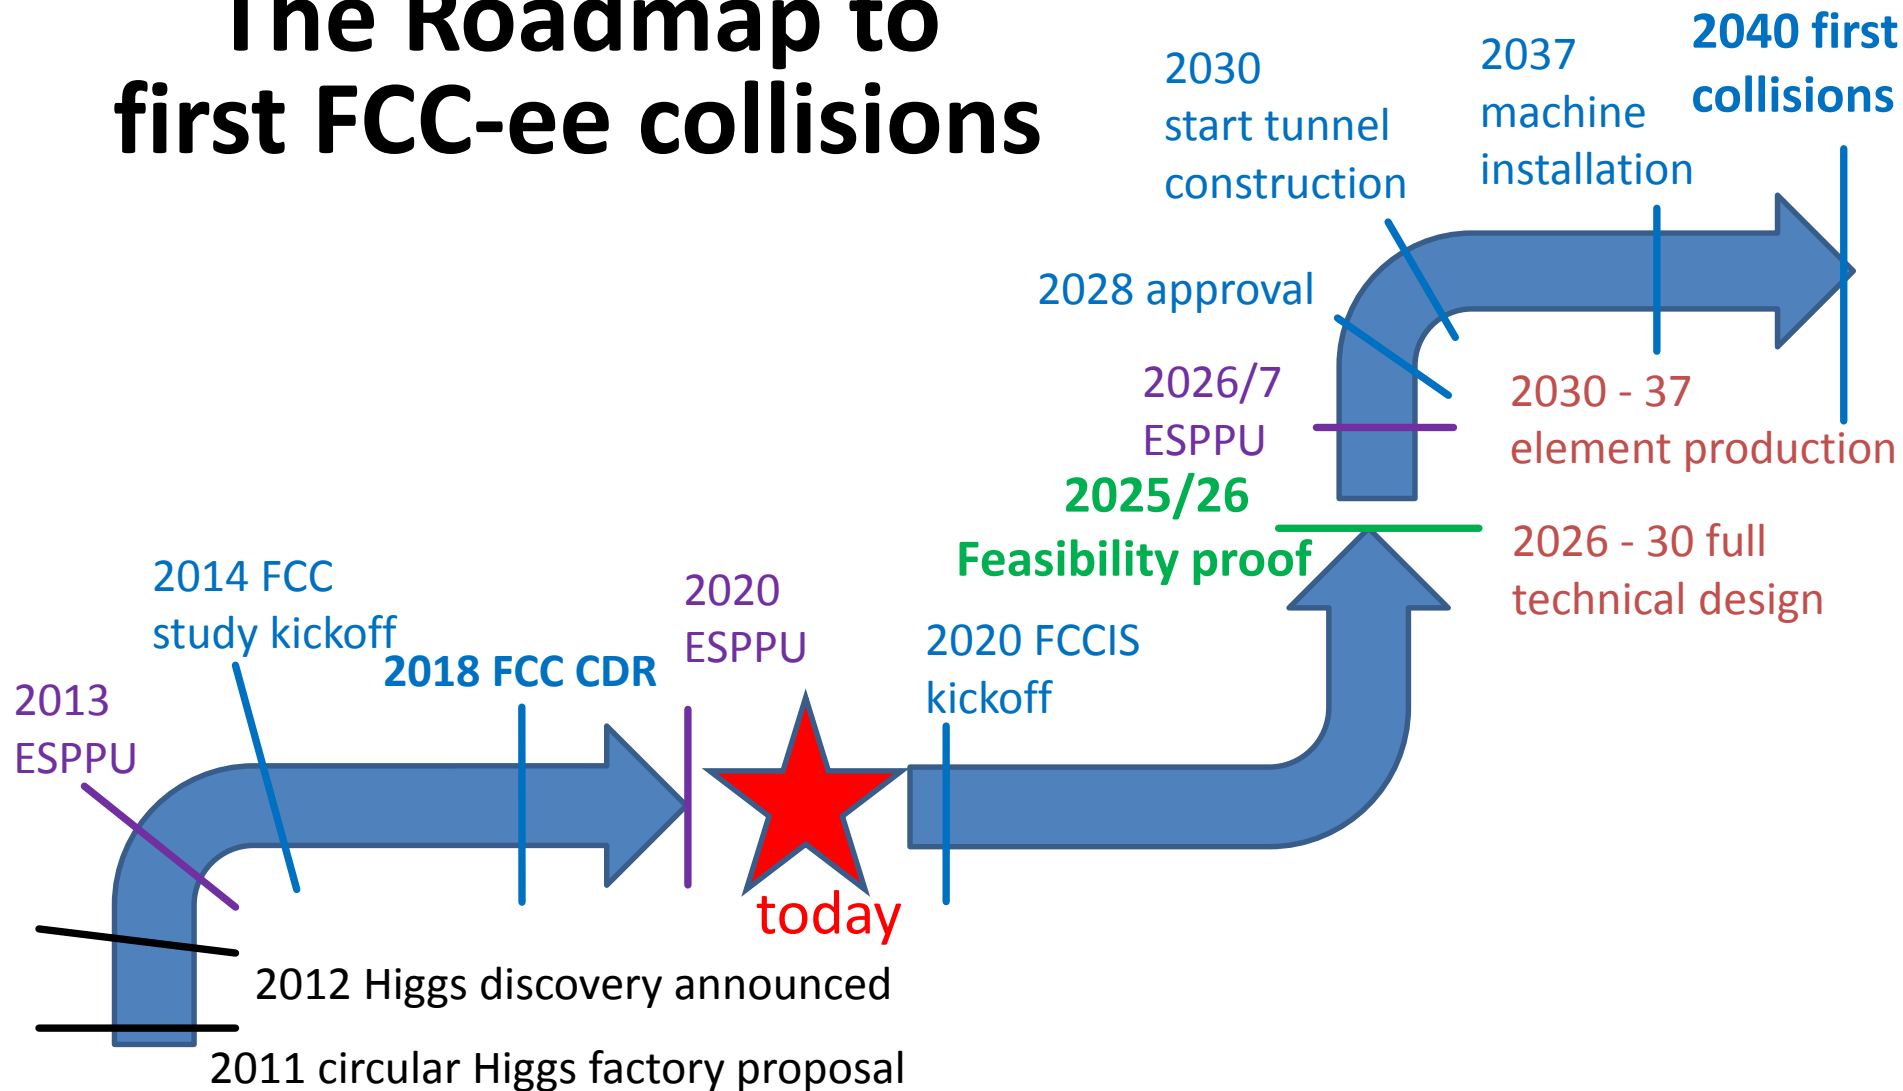 The Roadmap to
first FCC-ee collisions
2040 first
collisions
2037
machine
installation
2030
start tunnel
construction
2028 approval
2026/7
ESPPU
2030 - 37
element production
2025/26
Feasibility proof
2026 - 30 full
technical design
2014 FCC
study kickoff
2018 FCC CDR
2020
ESPPU
2020 FCCIS
kickoff
2013
ESPPU
today
2012 Higgs discovery announced
2011 circular Higgs factory proposal